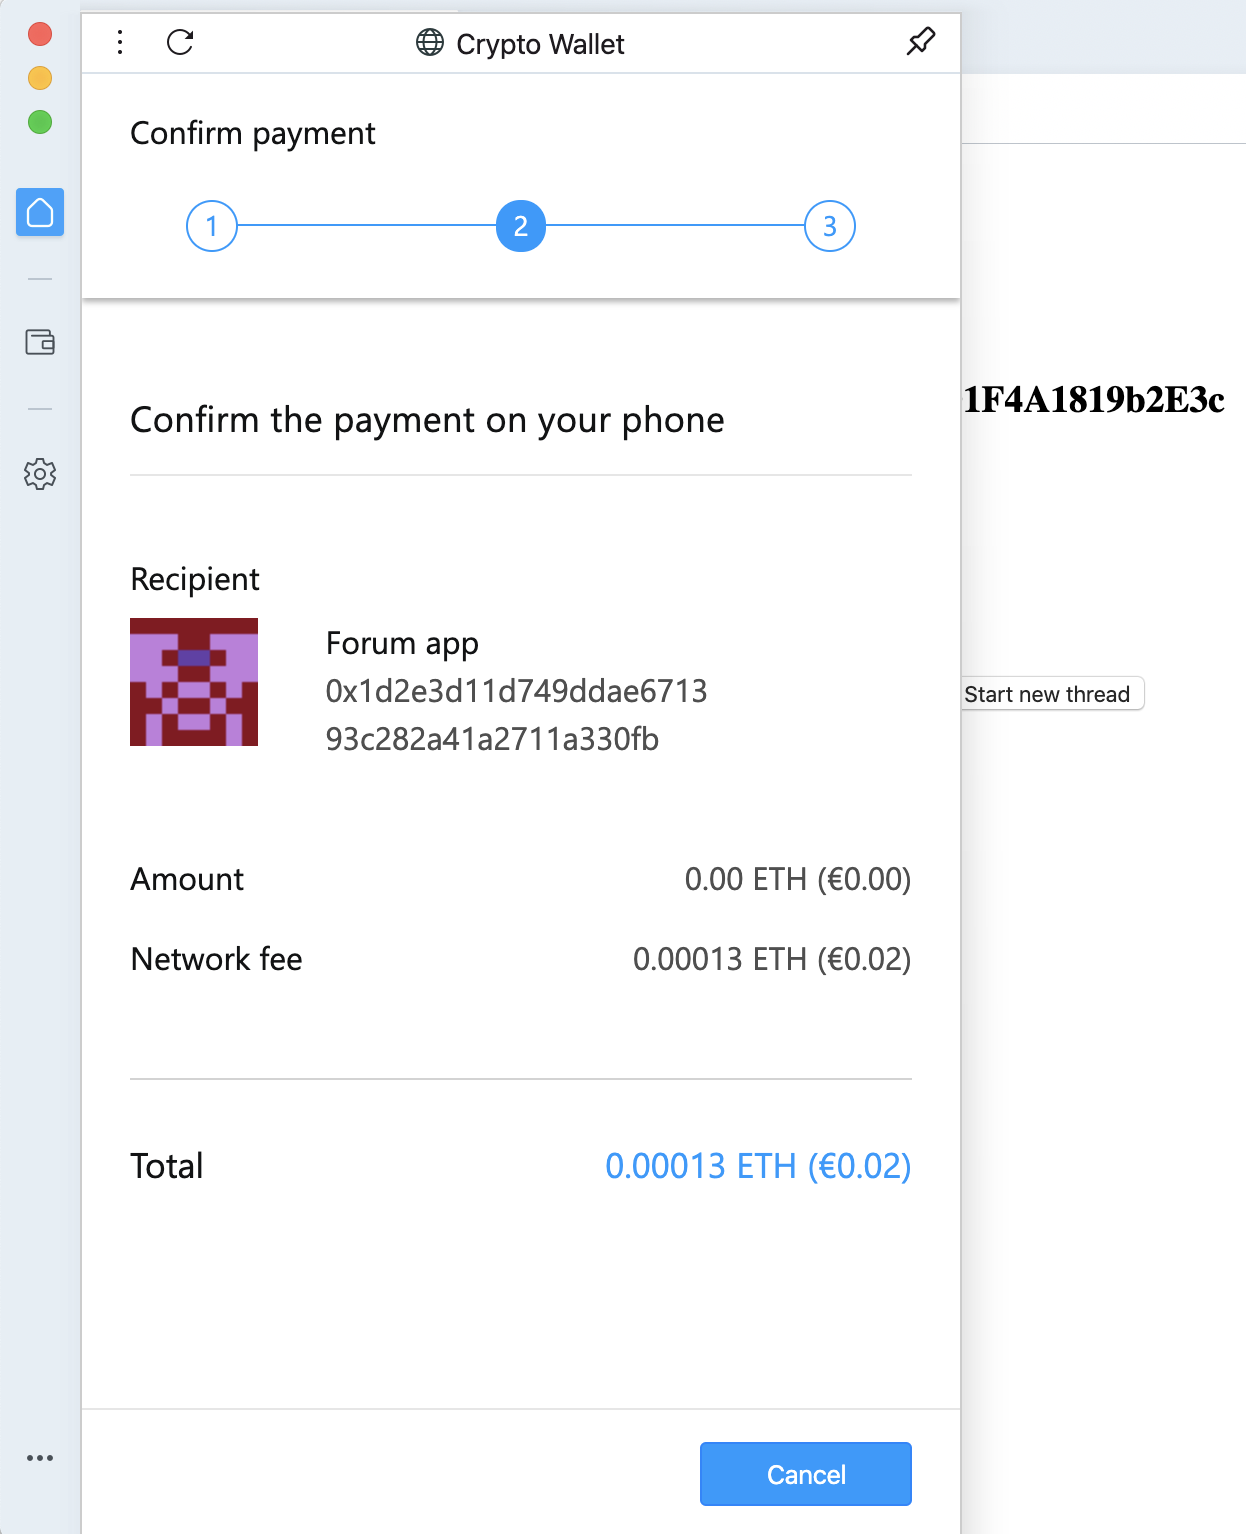 Crypto Wallet
Confirm payment
1
2
3
Confirm the payment on your phone
1F4A1819b2E3c
Recipient
Forum app
0x1d2e3d11d749ddae6713
93c282a41a2711a330fb
Start new thread
Amount
0.00 ETH (€0.00)
Network fee
0.00013 ETH (€0.02)
Total
0.00013 ETH (€0.02)
Cancel